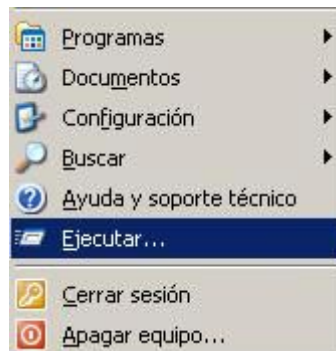 Programas
Documentos
Configuración
Buscar
Ayuda y soporte técnico
Ejecutar...
Cerrar sesión
Apagar equipo...